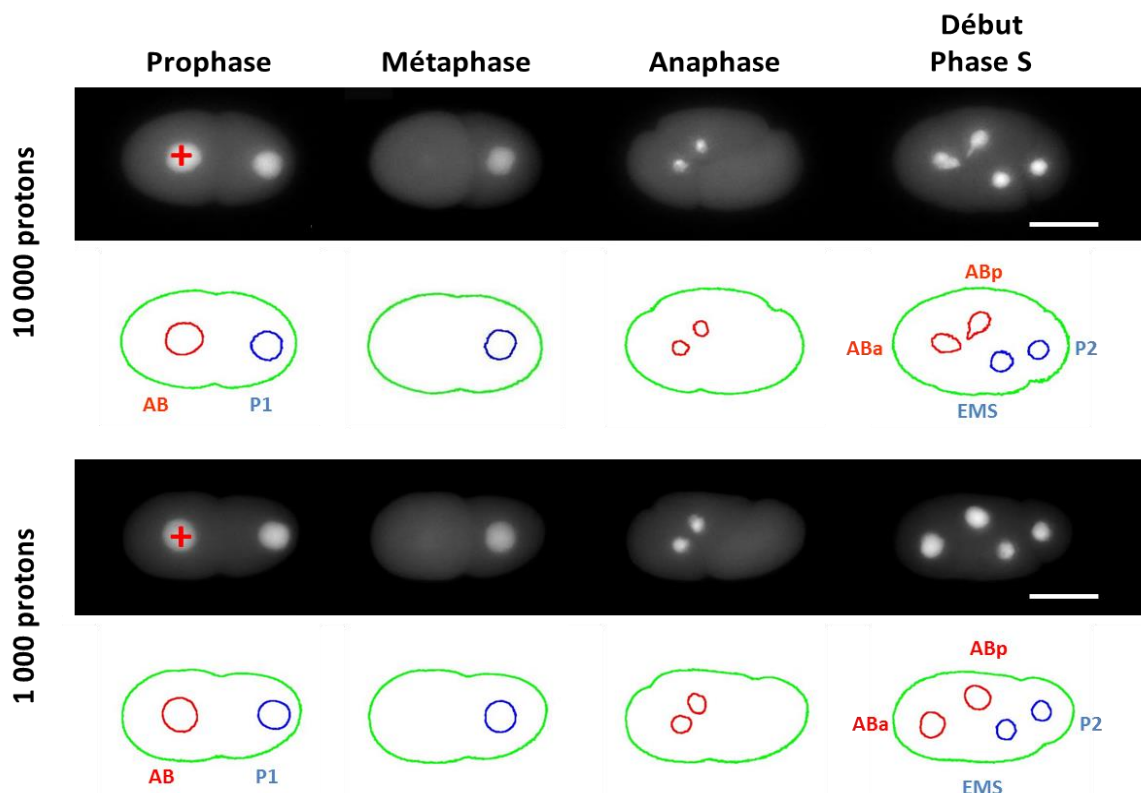 Prophase
Métaphase
Anaphase
Début
Phase S
10 000 protons
ABp
ABa
P2
AB
P1
EMS
1 000 protons
ABp
ABa
P2
AB
P1
EMS